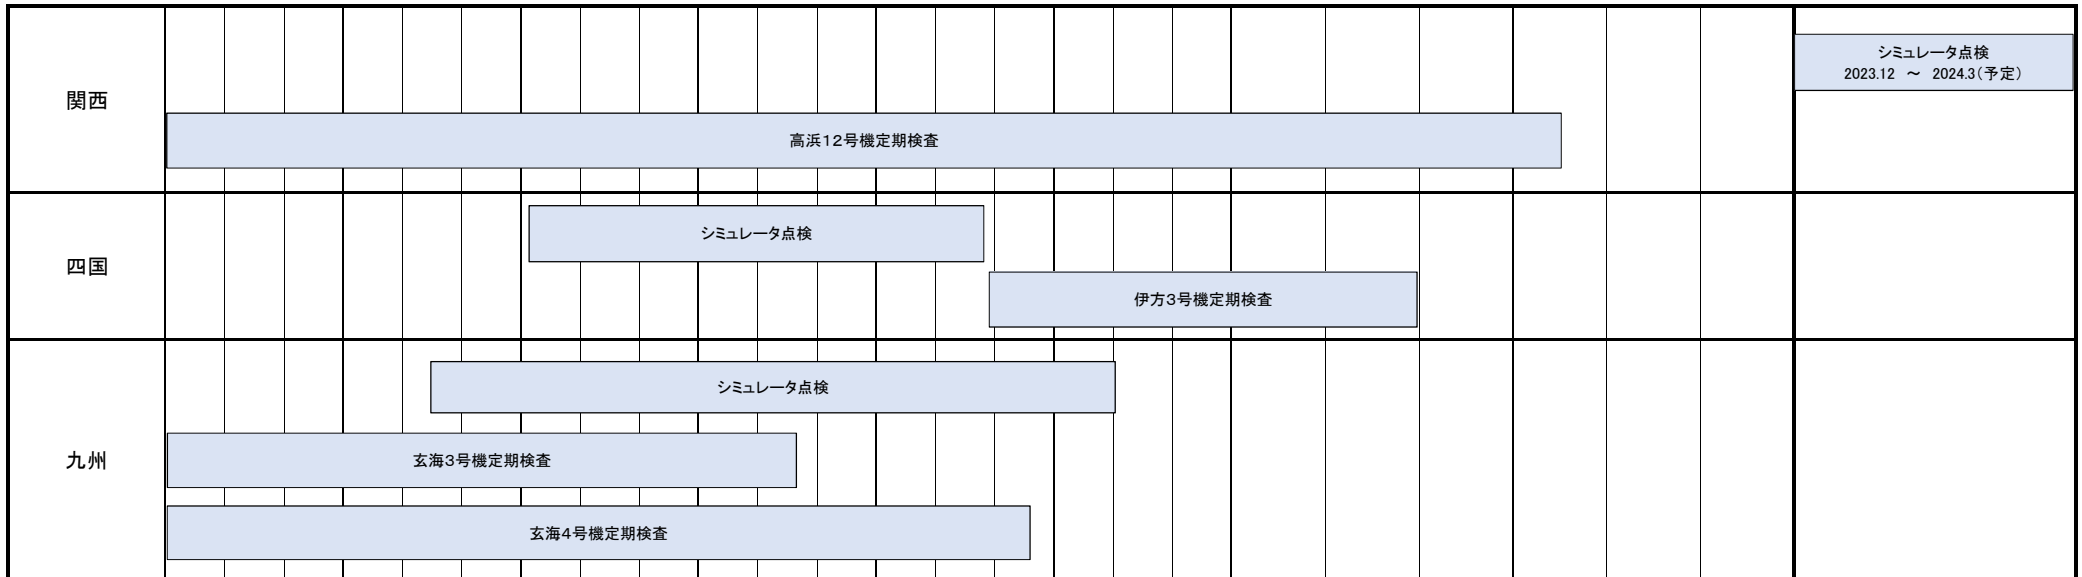 関西
シミュレータ点検
2023.12 ～ 2024.3(予定)
高浜12号機定期検査
四国
シミュレータ点検
伊方3号機定期検査
九州
シミュレータ点検
玄海3号機定期検査
玄海4号機定期検査